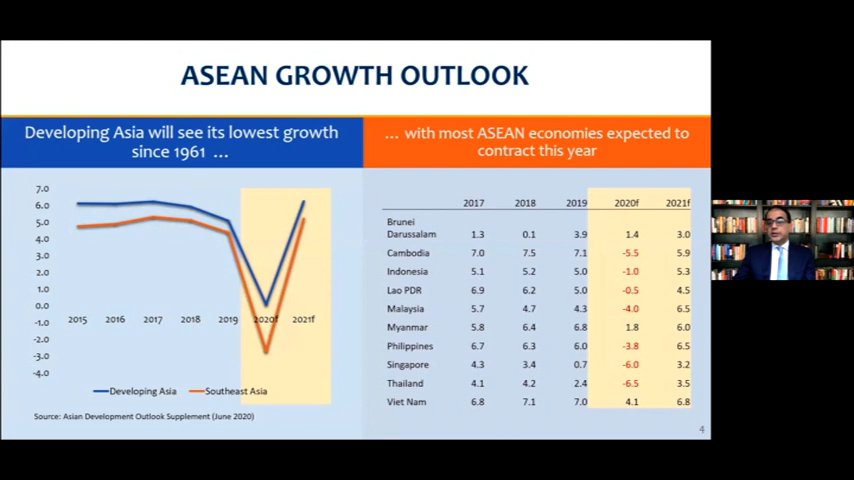 ASEAN GROWTH OUTLOOK
Developing Asia will see its lowest growth
since 1961 ...
... with most ASEAN economies expected to
contract this year
7.0
6.0
5.0
4.0
3.0
2.0
1.0
0.0
-1.0
-2.0
-3.0
-4.0
2015 2016 2017 2018 2019 2020f 2021f
Developing Asia Southeast Asia
Source: Asian Development Outlook Supplement (June 2020)
2017 2018 2019 2020f 2021f
Brunei
Darussalam 1.3 0.1 3.9 1.4 3.0
Cambodia 7.0 7.5 7.1 -5.5 5.9
Indonesia 5.1 5.2 5.0 -1.0 5.3
Lao PDR 6.9 6.2 5.0 -0.5 4.5
Malaysia 5.7 4.7 4.3 -4.0 6.5
Myanmar 5.8 6.4 6.8 1.8 6.0
Philippines 6.7 6.3 6.0 -3.8 6.5
Singapore 4.3 3.4 0.7 -6.0 3.2
Thailand 4.1 4.2 2.4 -6.5 3.5
Viet Nam 6.8 7.1 7.0 4.1 6.8
4